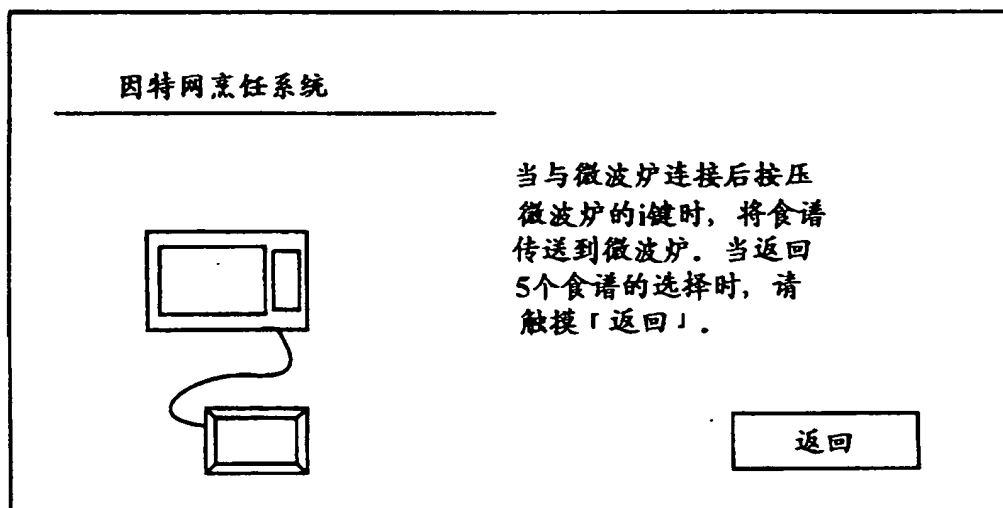 因特网烹饪系统
当与微波炉连接后按压
微波炉的i键时，将食谱
传送到微波炉．当返回
5个食谱的选择时，请
触摸「返回」．
返回